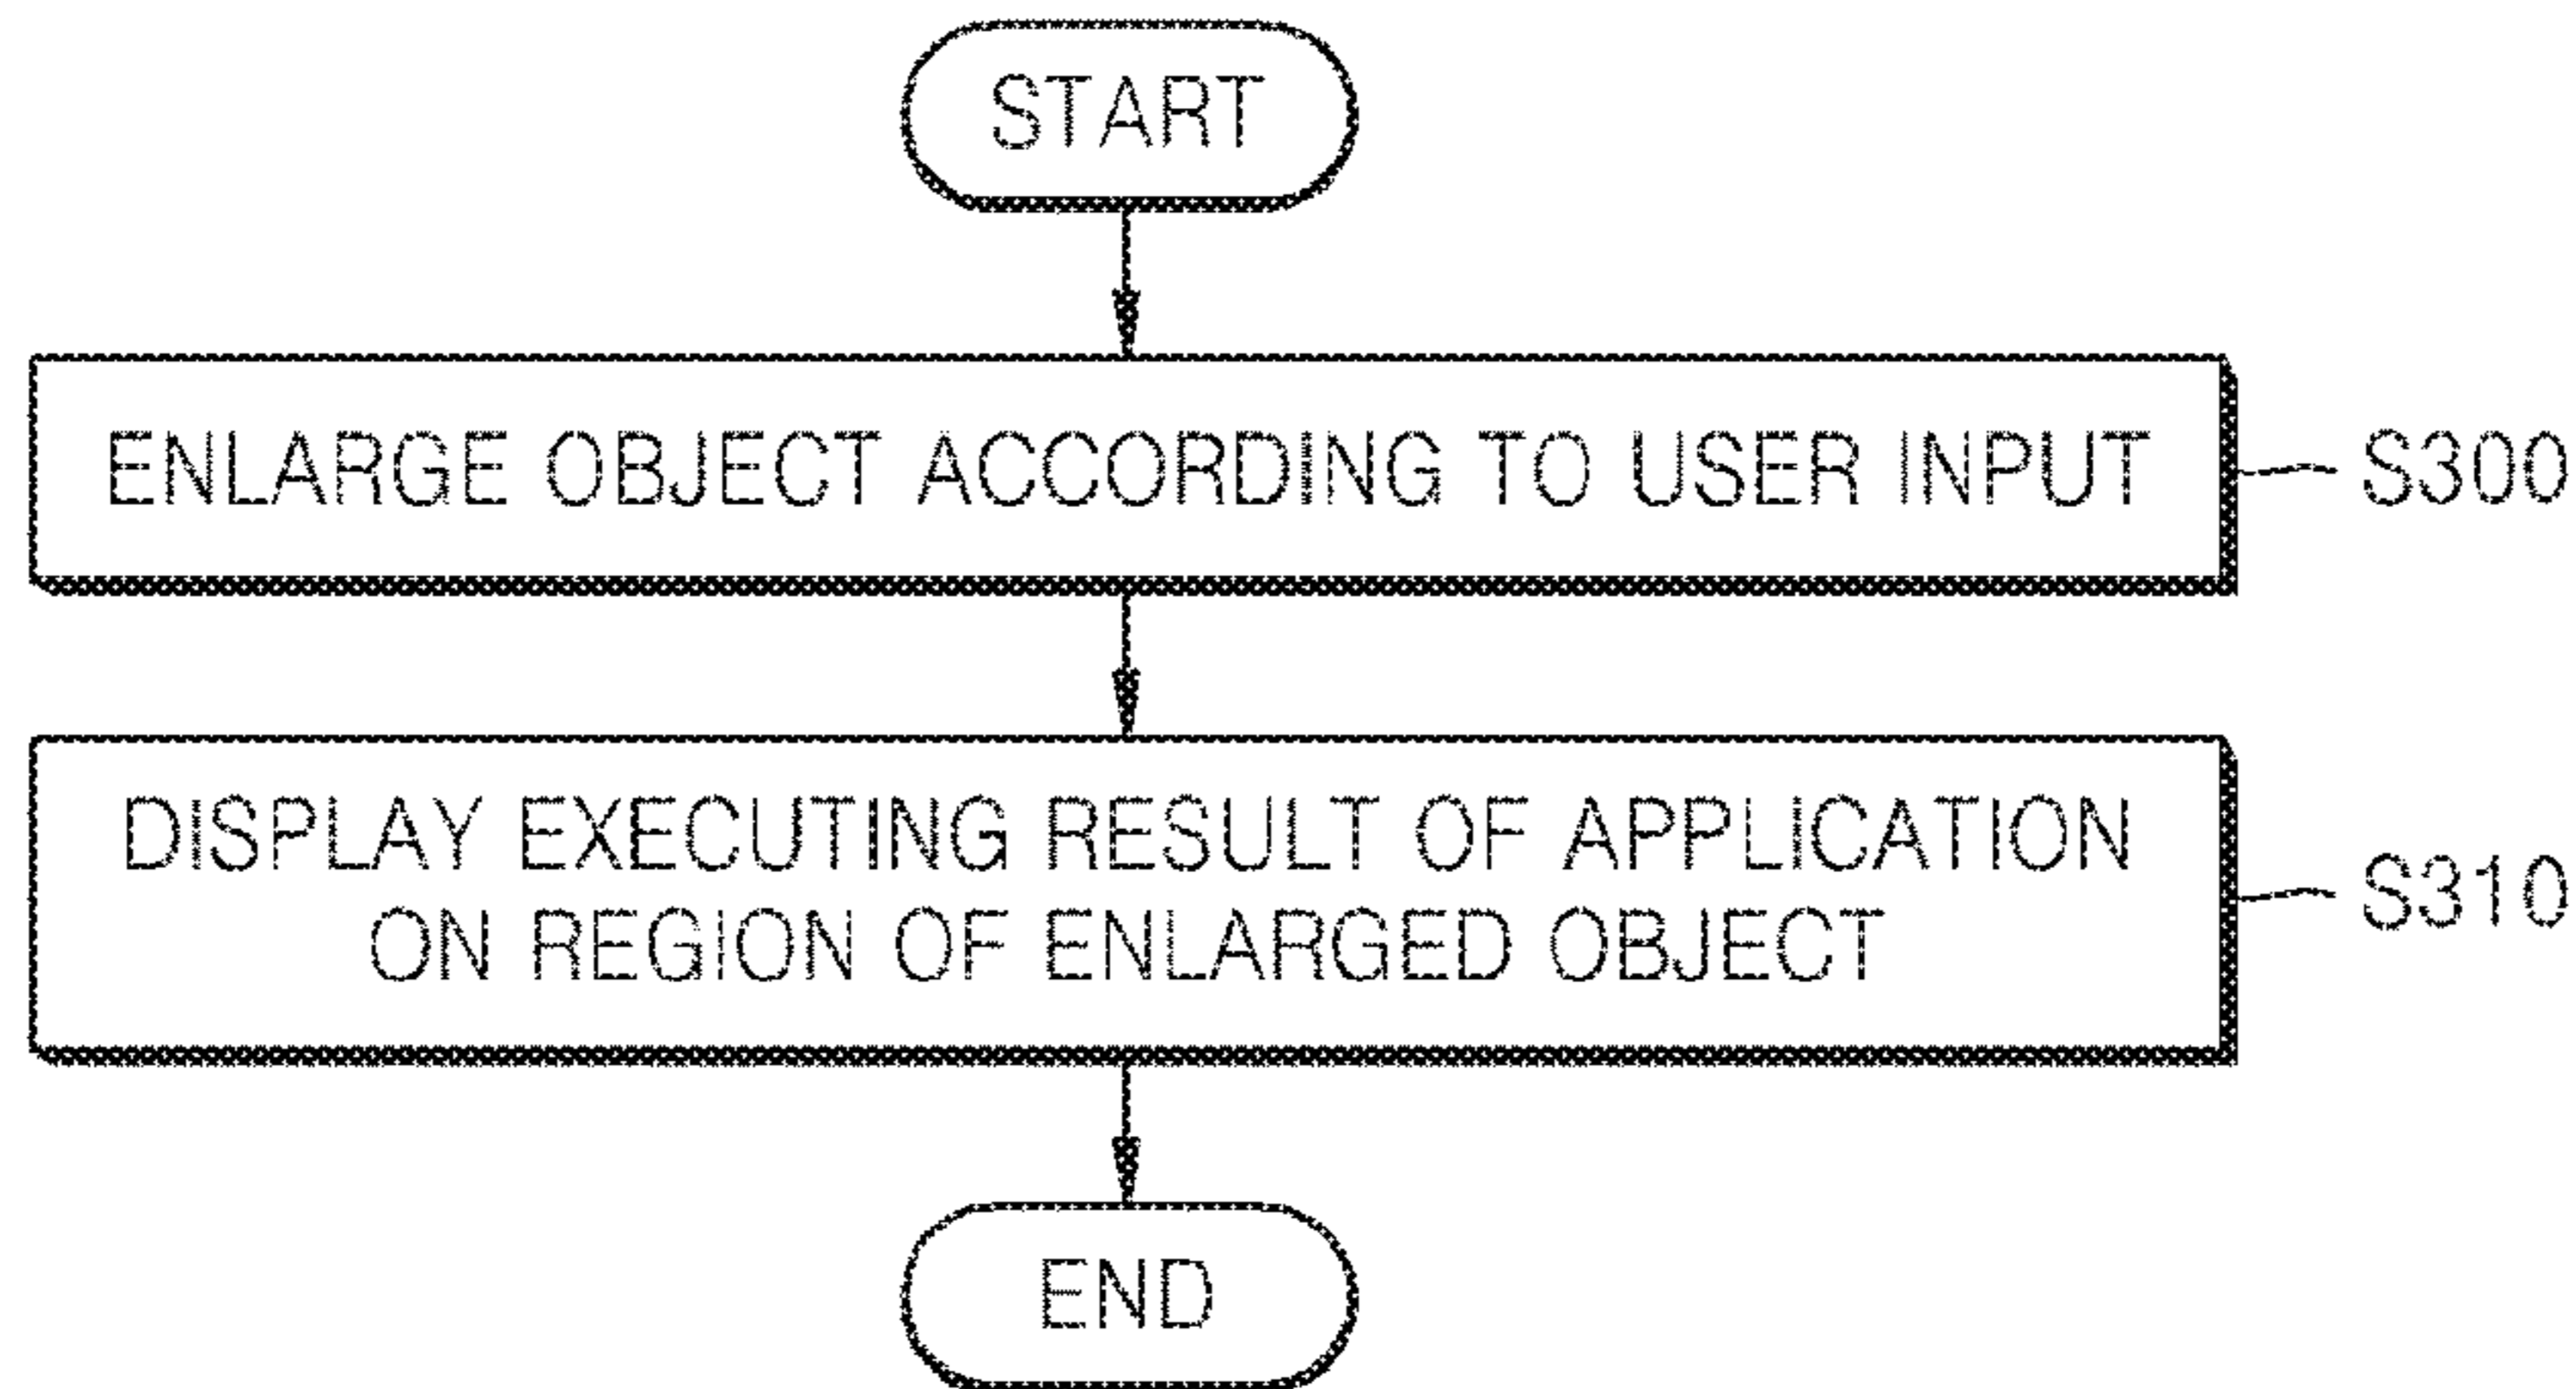 START
ENLARGE OBJECT ACCORDING TO USER INPUT
S300
DISPLAY EXECUTING RESULT OF APPLICATION
ON REGION OF ENLARGED OBJECT
S310
END